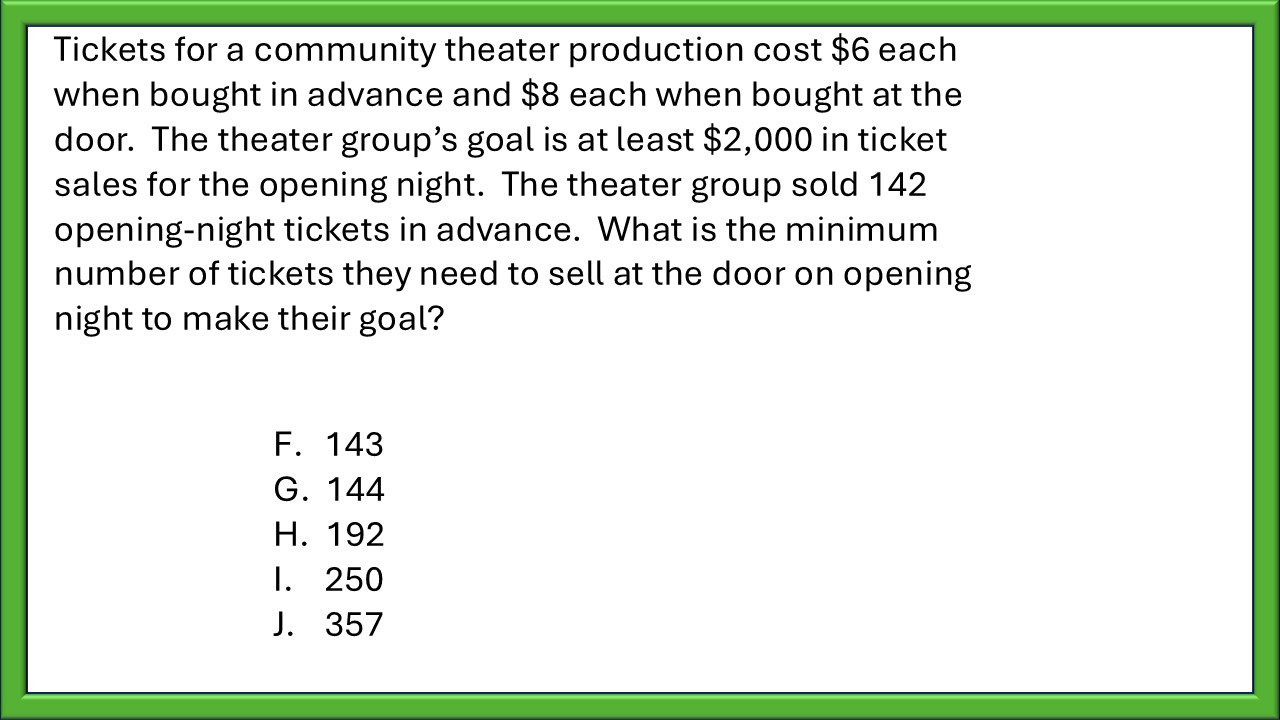 Tickets for a community theater production cost $6 each
when bought in advance and $8 each when bought at the
door.  The theater group’s goal is at least $2,000 in ticket
sales for the opening night.  The theater group sold 142
opening-night tickets in advance.  What is the minimum
number of tickets they need to sell at the door on opening
night to make their goal?
F. 143
G. 144
H. 192
I. 250
J. 357